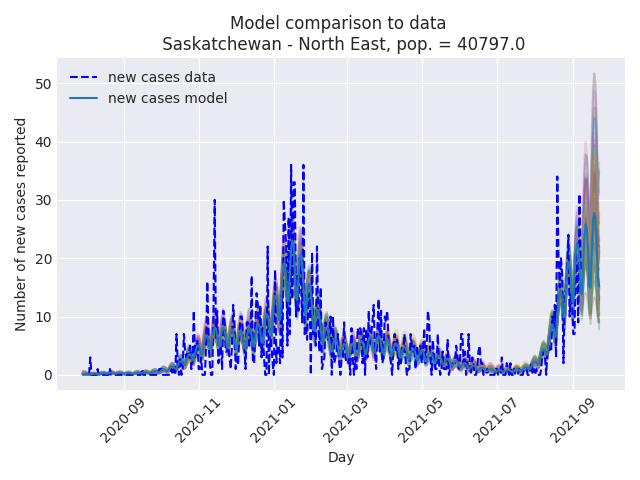 Model comparison to data
Saskatchewan - North East, pop. = 40797.0
new cases data
new cases model
Number of new cases reported
50
40
30
20
10
0
2020-09
2020-11
2021-01
2021-03
2021-05
2021-07
2021-09
Day